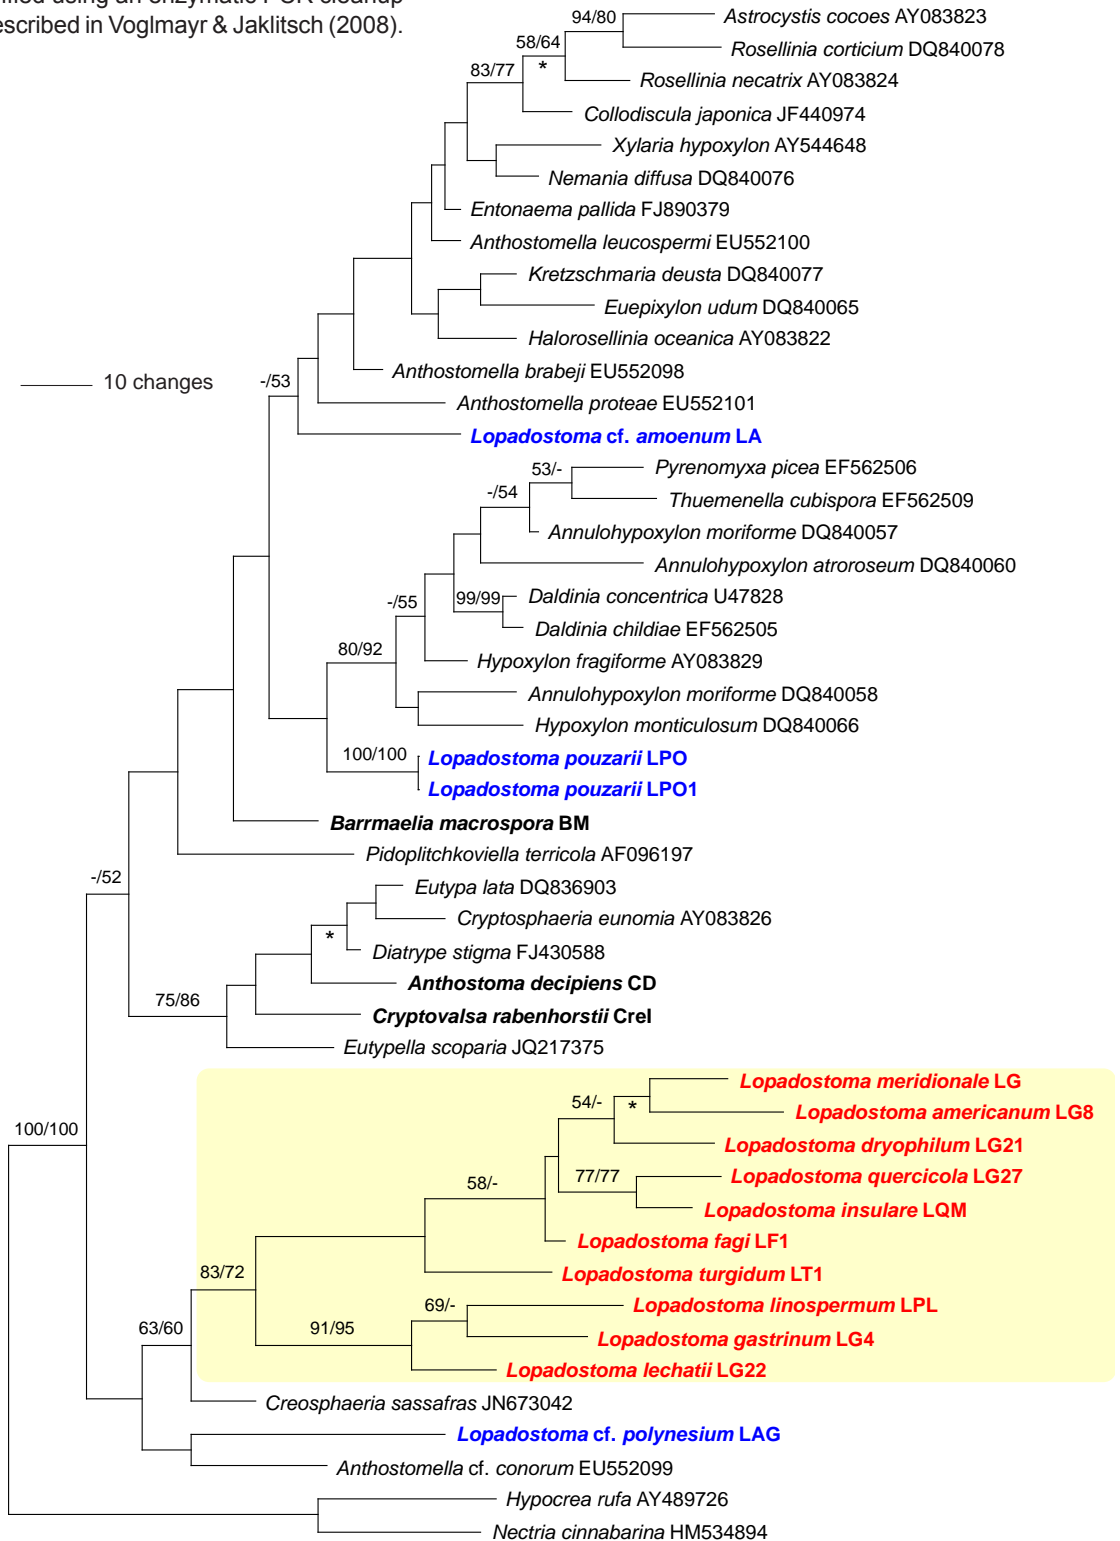 escribed in Voglmayr & Jaklitsch (2008).
94/80
Astrocystis cocoes AY083823
58/64
Rosellinia corticium DQ840078
*
83/77
Rosellinia necatrix AY083824
Collodiscula japonica JF440974
Xylaria hypoxylon AY544648
Nemania diffusa DQ840076
Entonaema pallida FJ890379
Anthostomella leucospermi EU552100
Kretzschmaria deusta DQ840077
Euepixylon udum DQ840065
Halorosellinia oceanica AY083822
Anthostomella brabeji EU552098
10 changes
-/53
Anthostomella proteae EU552101
Lopadostoma cf. amoenum LA
53/-
Pyrenomyxa picea EF562506
-/54
Thuemenella cubispora EF562509
Annulohypoxylon moriforme DQ840057
Annulohypoxylon atroroseum DQ840060
99/99
Daldinia concentrica U47828
-/55
Daldinia childiae EF562505
80/92
Hypoxylon fragiforme AY083829
Annulohypoxylon moriforme DQ840058
Hypoxylon monticulosum DQ840066
100/100
Lopadostoma pouzarii LPO
Lopadostoma pouzarii LPO1
Barrmaelia macrospora BM
Pidoplitchkoviella terricola AF096197
-/52
Eutypa lata DQ836903
Cryptosphaeria eunomia AY083826
*
Diatrype stigma FJ430588
Anthostoma decipiens CD
75/86
Cryptovalsa rabenhorstii CreI
Eutypella scoparia JQ217375
Lopadostoma meridionale LG
54/-
*
Lopadostoma americanum LG8
100/100
Lopadostoma dryophilum LG21
77/77
Lopadostoma quercicola LG27
58/-
Lopadostoma insulare LQM
Lopadostoma fagi LF1
83/72
Lopadostoma turgidum LT1
69/-
Lopadostoma linospermum LPL
63/60
91/95
Lopadostoma gastrinum LG4
Lopadostoma lechatii LG22
Creosphaeria sassafras JN673042
Lopadostoma cf. polynesium LAG
Anthostomella cf. conorum EU552099
Hypocrea rufa AY489726
Nectria cinnabarina HM534894